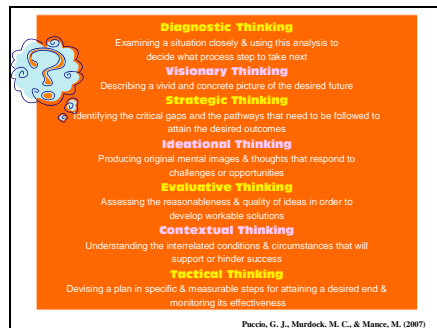 Diagnostic Thinking
Examining a situation closely & using this analysis to
decide what process step to take next
Visionary Thinking
Describing a vivid and concrete picture of the desired future
Strategic Thinking
Identifying the critical gaps and the pathways that need to be followed to
attain the desired outcomes
Ideational Thinking
Producing original mental images & thoughts that respond to
challenges or opportunities
Evaluative Thinking
Assessing the reasonableness & quality of ideas in order to
develop workable solutions
Contextual Thinking
Understanding the interrelated conditions & circumstances that will
support or hinder success
Tactical Thinking
Devising a plan in specific & measurable steps for attaining a desired end &
monitoring its effectiveness
Puccio, G. J., Murdock. M. C., & Mance, M. (2007)